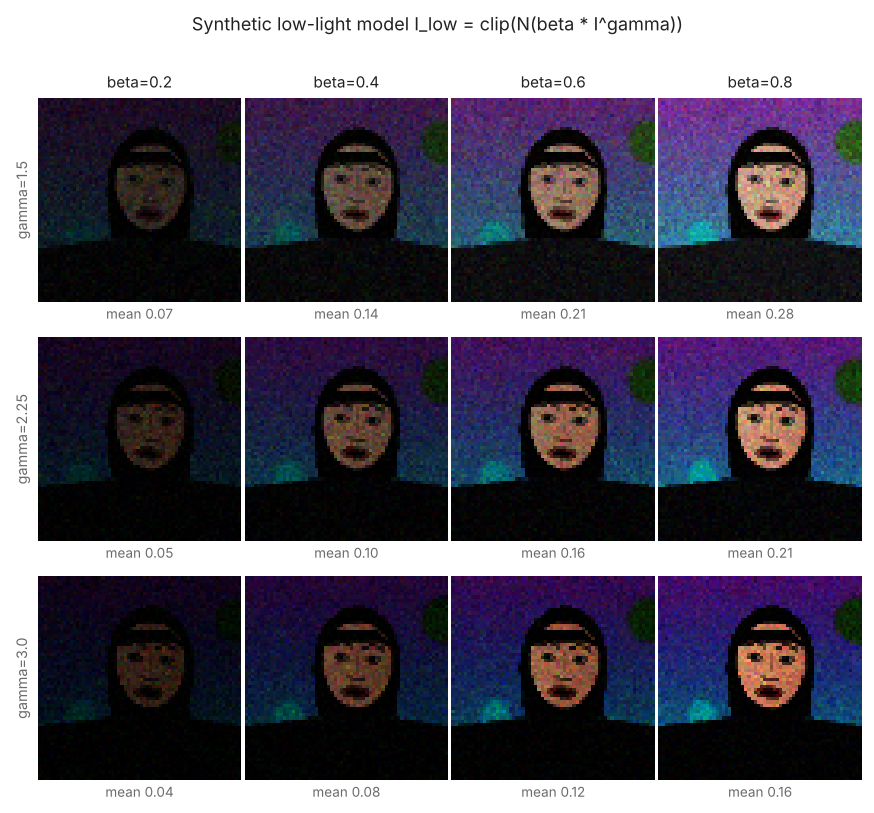 Synthetic low-light model I_low = clip(N(beta * I^gamma))
beta=0.2
beta=0.4
beta=0.6
beta=0.8
gamma=1.5
mean 0.07
mean 0.14
mean 0.21
mean 0.28
gamma=2.25
mean 0.05
mean 0.10
mean 0.16
mean 0.21
gamma=3.0
mean 0.04
mean 0.08
mean 0.12
mean 0.16